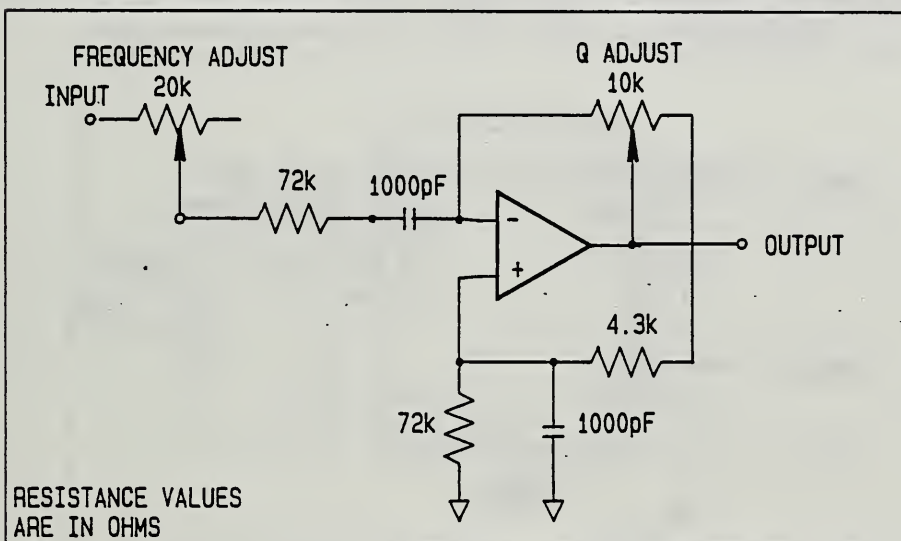 FREQUENCY ADJUST
20k
INPUT
Q ADJUST
10k
72k
1000pF
-
+
OUTPUT
4.3k
72k
1000pF
RESISTANCE VALUES
ARE IN OHMS